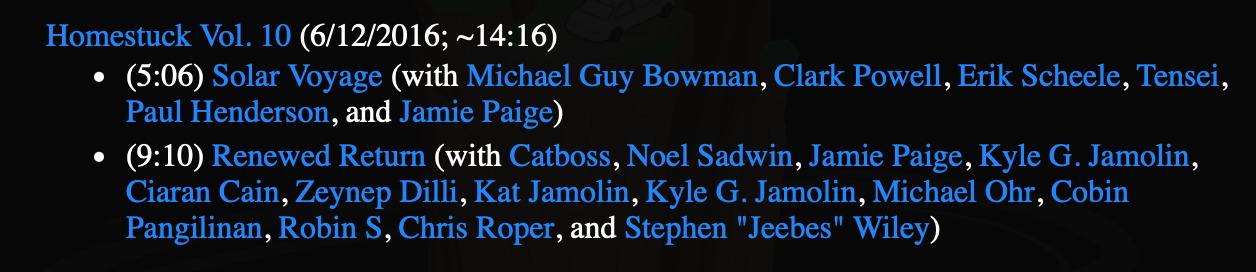 Homestuck Vol. 10 (6/12/2016; ~14:16)
• (5:06) Solar Voyage (with Michael Guy Bowman, Clark Powell, Erik Scheele, Tensei,
Paul Henderson, and Jamie Paige)
• (9:10) Renewed Return (with Catboss, Noel Sadwin, Jamie Paige, Kyle G. Jamolin,
Ciaran Cain, Zeynep Dilli, Kat Jamolin, Kyle G. Jamolin, Michael Ohr, Cobin
Pangilinan, Robin S, Chris Roper, and Stephen "Jeebes" Wiley)